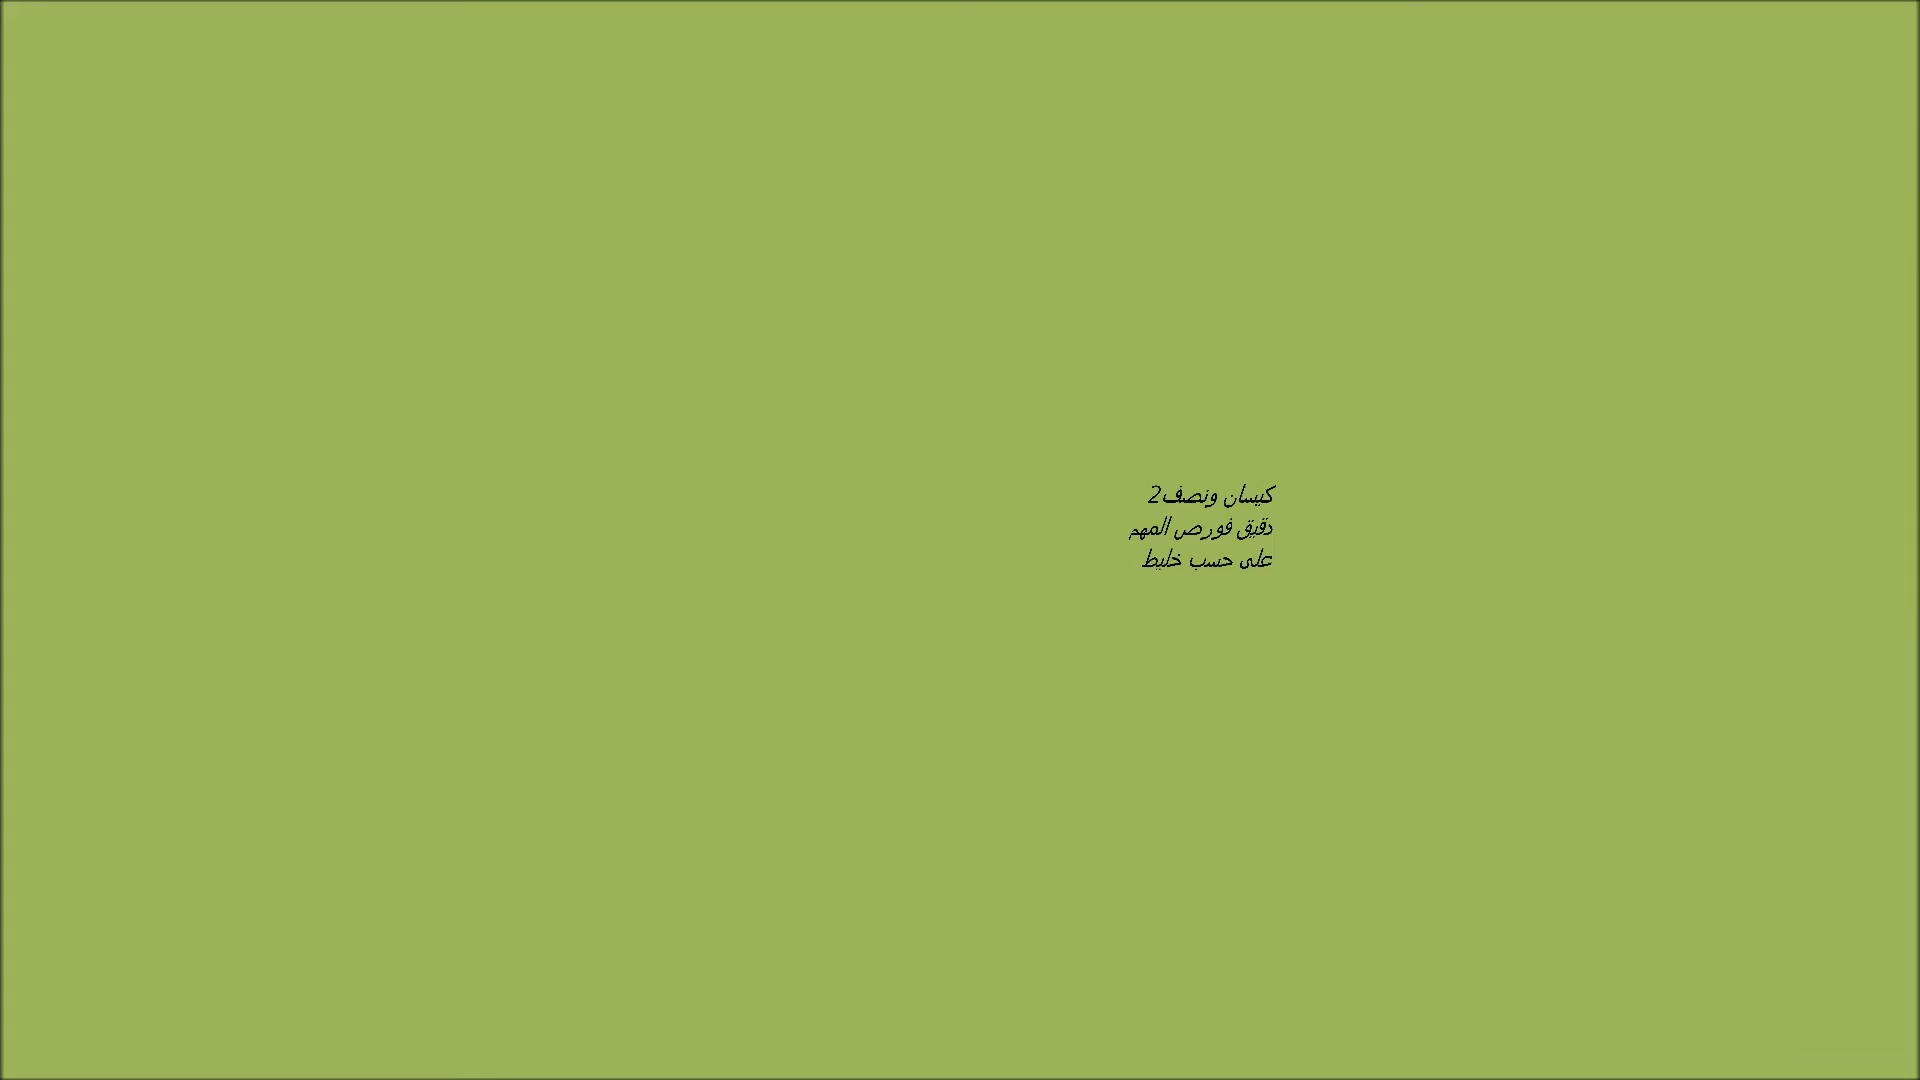 كيسان ونصف2
دقيق فورص المهم
على حسب خليط